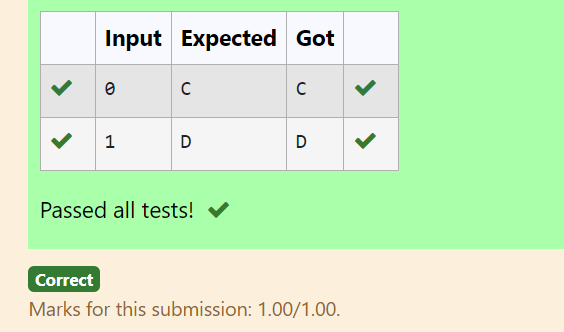 Input Expected Got
0 C C
1 D D
Passed all tests!
Correct
Marks for this submission: 1.00/1.00.